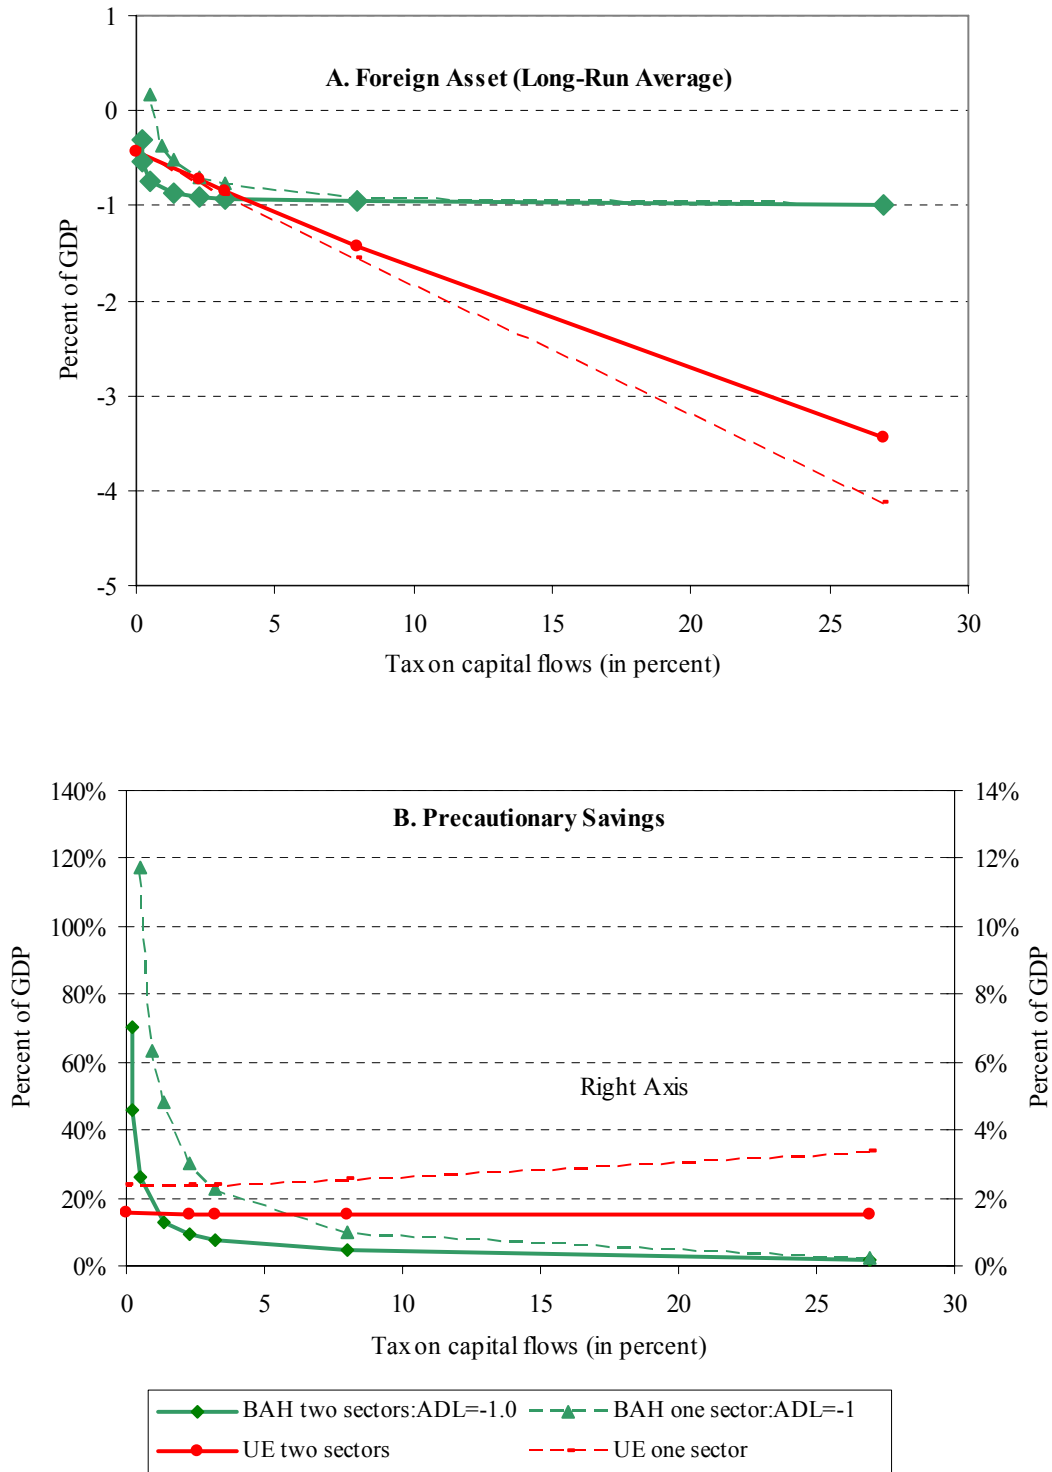 A. Foreign Asset (Long-Run Average)
Percent of GDP
1
0
-1
-2
-3
-4
-5
0 5 10 15 20 25 30
Tax on capital flows (in percent)
B. Precautionary Savings
Percent of GDP
140% 14%
120% 12%
100% 10%
80% 8%
60% 6%
40% 4%
20% 2%
0% 0%
Percent of GDP
Right Axis
0 5 10 15 20 25 30
Tax on capital flows (in percent)
BAH two sectors:ADL=-1.0 BAH one sector:ADL=-1
UE two sectors UE one sector